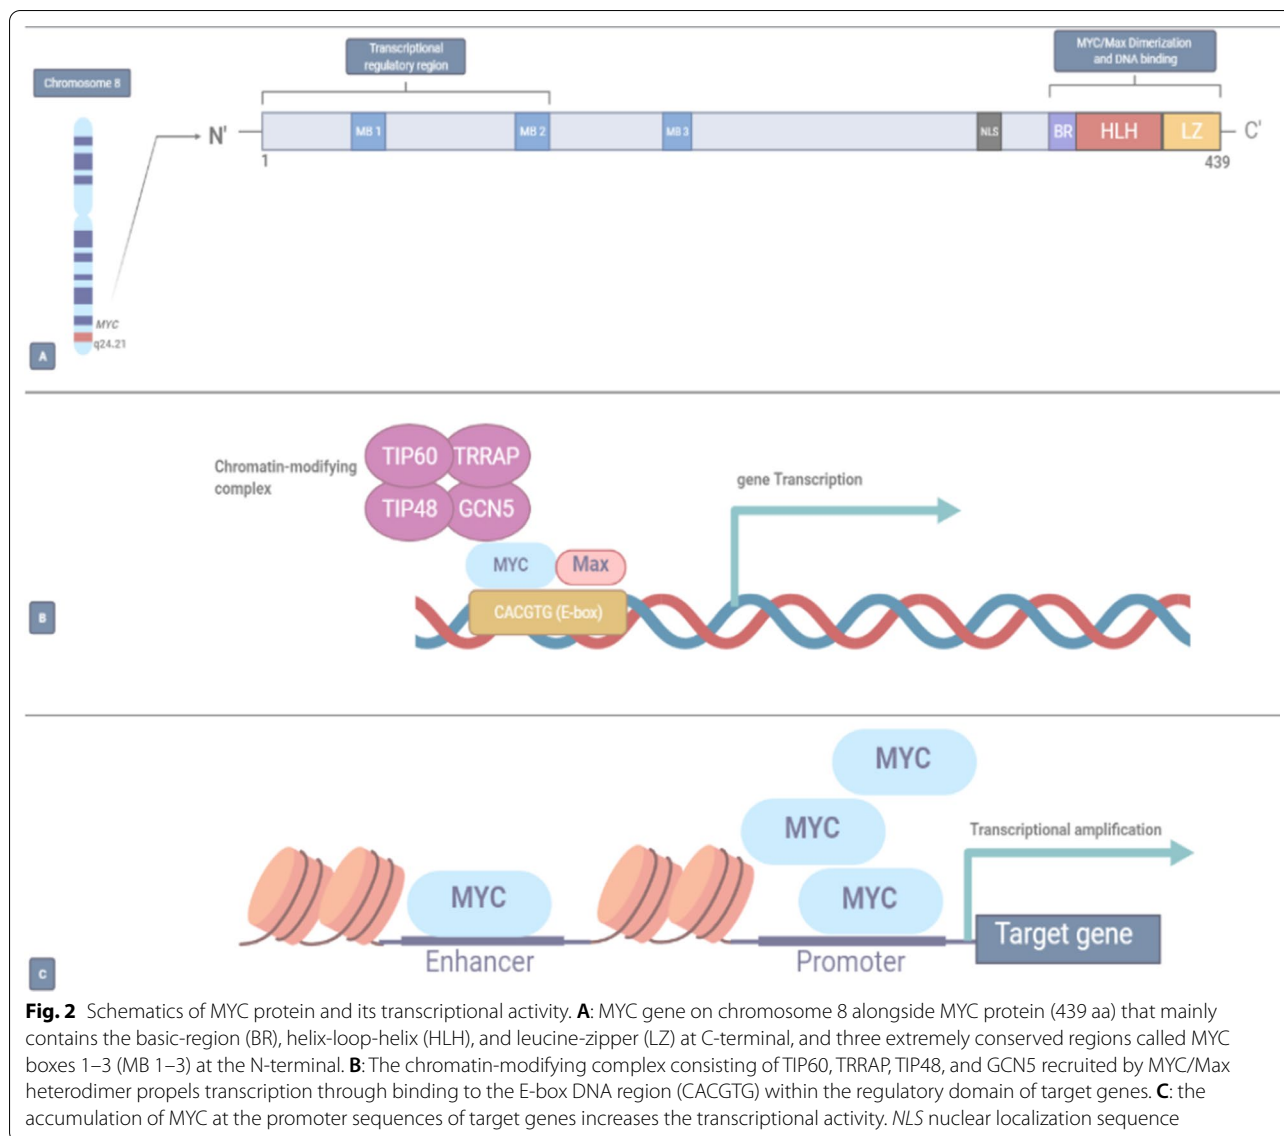 Transcriptional
regulatory region
MYC/Max Dimerization
and DNA binding
Chromosome 8
N'
MB 1
MB 2
MB 3
NLS
BR
HLH
LZ
C'
1
439
MYC
q24.21
A
Chromatin-modifying
complex
TIP60
TRRAP
TIP48
GCN5
gene Transcription
MYC
Max
CACGTG (E-box)
B
MYC
MYC
Transcriptional amplification
MYC
MYC
Target gene
Enhancer
Promoter
C
Fig. 2 Schematics of MYC protein and its transcriptional activity. A: MYC gene on chromosome 8 alongside MYC protein (439 aa) that mainly
contains the basic-region (BR), helix-loop-helix (HLH), and leucine-zipper (LZ) at C-terminal, and three extremely conserved regions called MYC
boxes 1–3 (MB 1–3) at the N-terminal. B: The chromatin-modifying complex consisting of TIP60, TRRAP, TIP48, and GCN5 recruited by MYC/Max
heterodimer propels transcription through binding to the E-box DNA region (CACGTG) within the regulatory domain of target genes. C: the
accumulation of MYC at the promoter sequences of target genes increases the transcriptional activity. NLS nuclear localization sequence